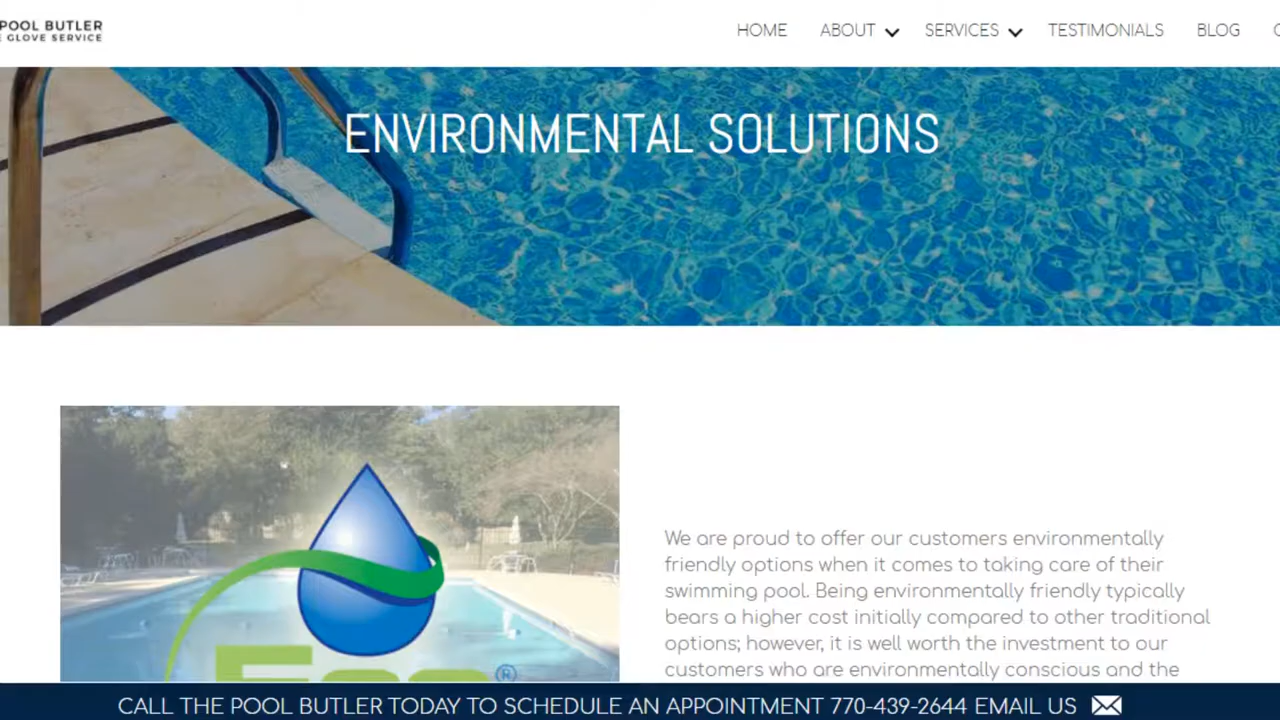 POOL BUTLER
GLOVE SERVICE
HOME ABOUT SERVICES TESTIMONIALS BLOG
ENVIRONMENTAL SOLUTIONS
We are proud to offer our customers environmentally
friendly options when it comes to taking care of their
swimming pool. Being environmentally friendly typically
bears a higher cost initially compared to other traditional
options; however, it is well worth the investment to our
customers who are environmentally conscious and the
Eco®
CALL THE POOL BUTLER TODAY TO SCHEDULE AN APPOINTMENT 770-439-2644 EMAIL US